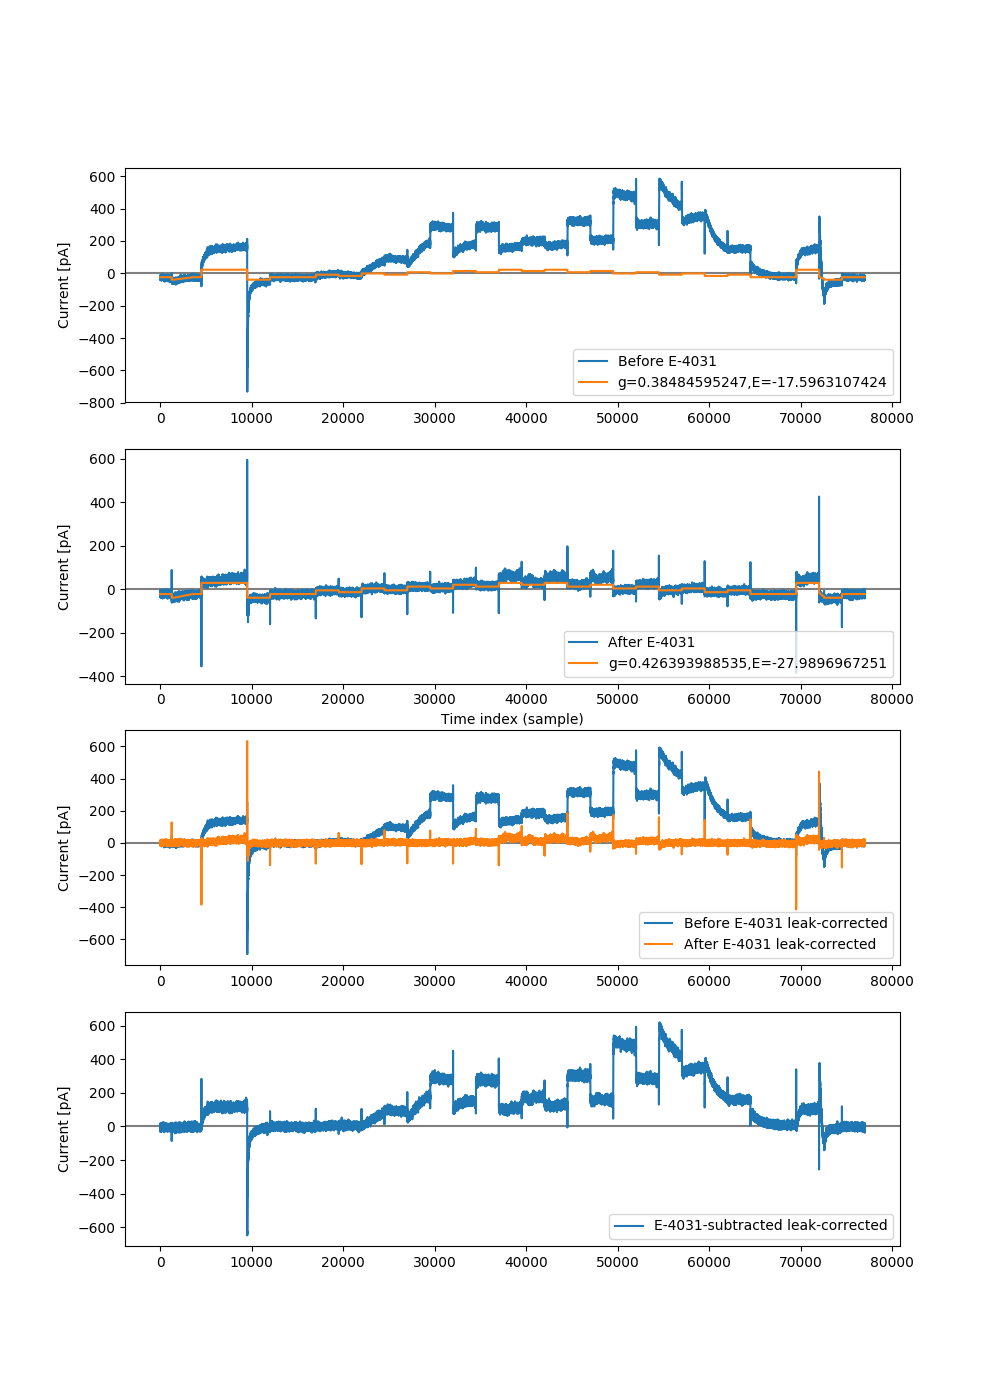 600
400
200
0
−200
−400
−600
−800
Current [pA]
Before E-4031
g=0.38484595247,E=-17.5963107424
0 10000 20000 30000 40000 50000 60000 70000 80000
600
400
200
0
−200
−400
Current [pA]
After E-4031
g=0.426393988535,E=-27.9896967251
0 10000 20000 30000 40000 50000 60000 70000 80000
Time index (sample)
600
400
200
0
−200
−400
−600
Current [pA]
Before E-4031 leak-corrected
After E-4031 leak-corrected
0 10000 20000 30000 40000 50000 60000 70000 80000
600
400
200
0
−200
−400
−600
Current [pA]
E-4031-subtracted leak-corrected
0 10000 20000 30000 40000 50000 60000 70000 80000